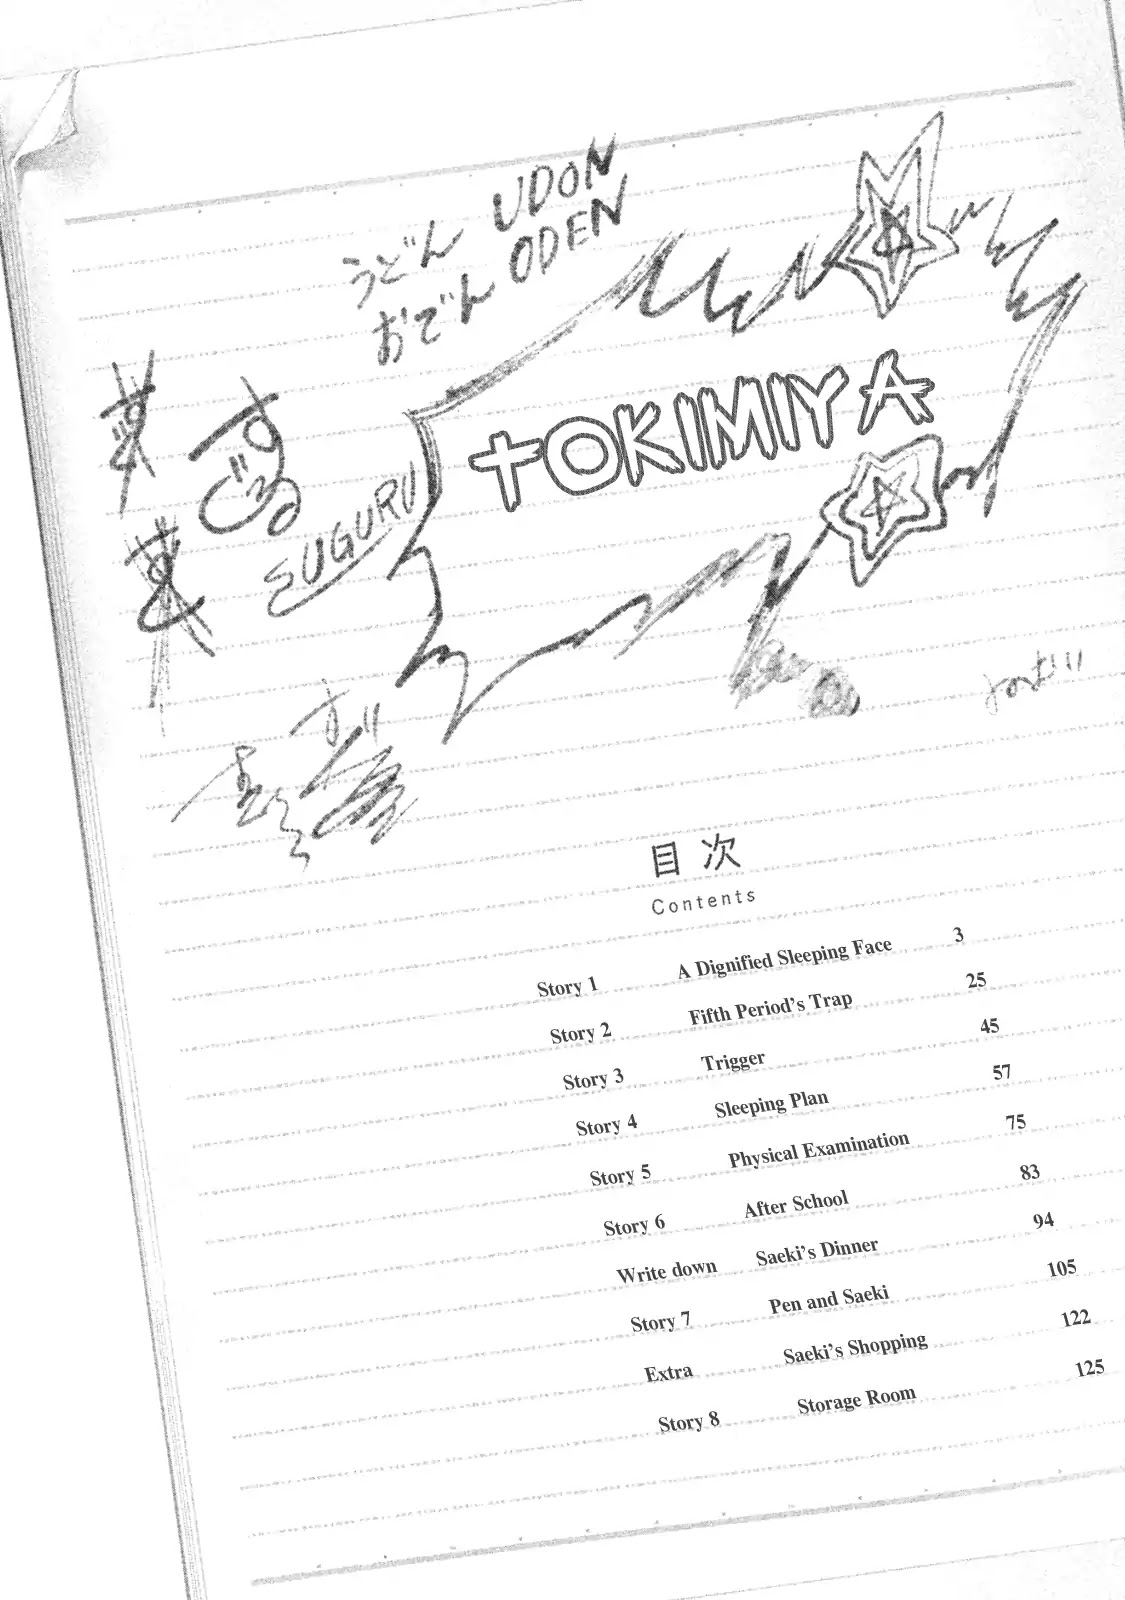 うどん UDON
おでん ODEN
TOKIMIYA
すぐる
SUGURU
目次
Contents
Story 1 A Dignified Sleeping Face 3
Story 2 Fifth Period's Trap 25
Story 3 Trigger 45
Story 4 Sleeping Plan 57
Story 5 Physical Examination 75
Story 6 After School 83
Write down Saeki's Dinner 94
Story 7 Pen and Saeki 105
Extra Saeki's Shopping 122
Story 8 Storage Room 125